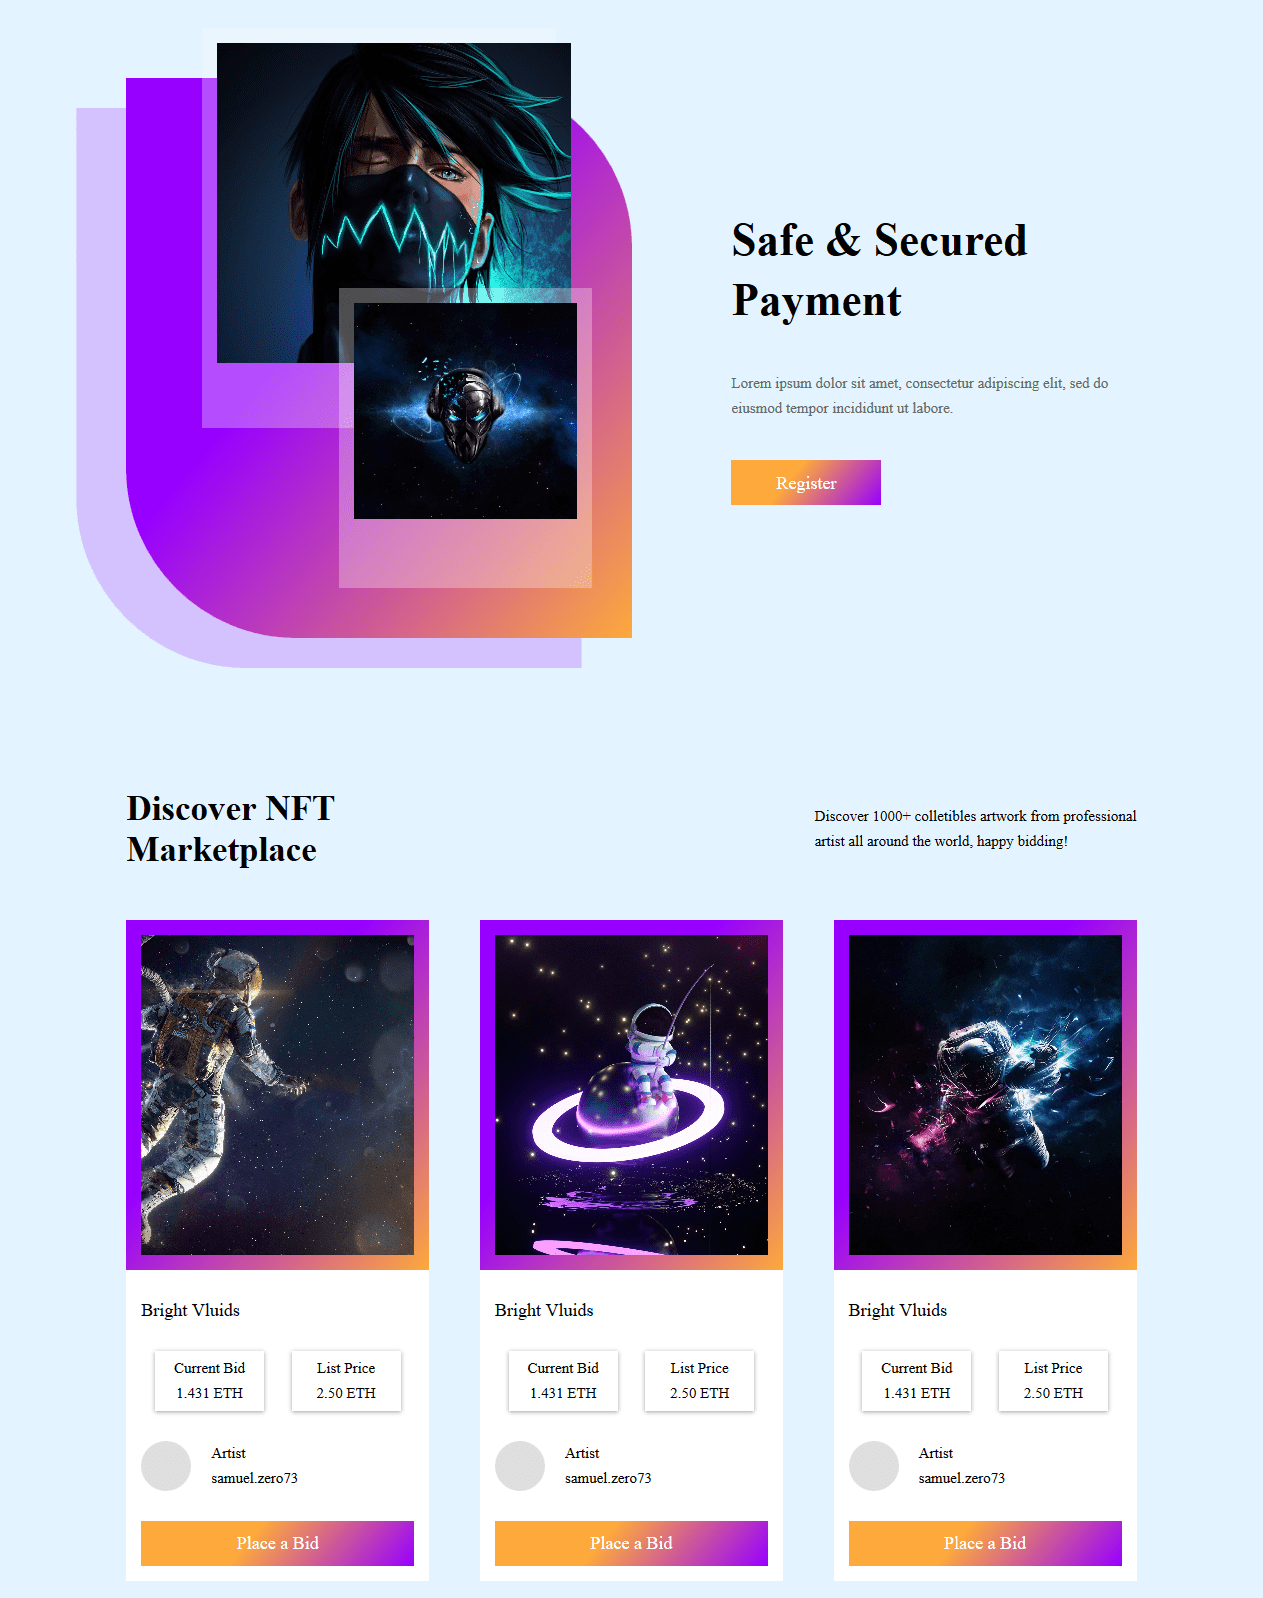 Safe & Secured
Payment
Lorem ipsum dolor sit amet, consectetur adipiscing elit, sed do
eiusmod tempor incididunt ut labore.
Register
Discover NFT
Marketplace
Discover 1000+ colletibles artwork from professional
artist all around the world, happy bidding!
Bright Vluids
Current Bid
1.431 ETH
List Price
2.50 ETH
Artist
samuel.zero73
Place a Bid
Bright Vluids
Current Bid
1.431 ETH
List Price
2.50 ETH
Artist
samuel.zero73
Place a Bid
Bright Vluids
Current Bid
1.431 ETH
List Price
2.50 ETH
Artist
samuel.zero73
Place a Bid